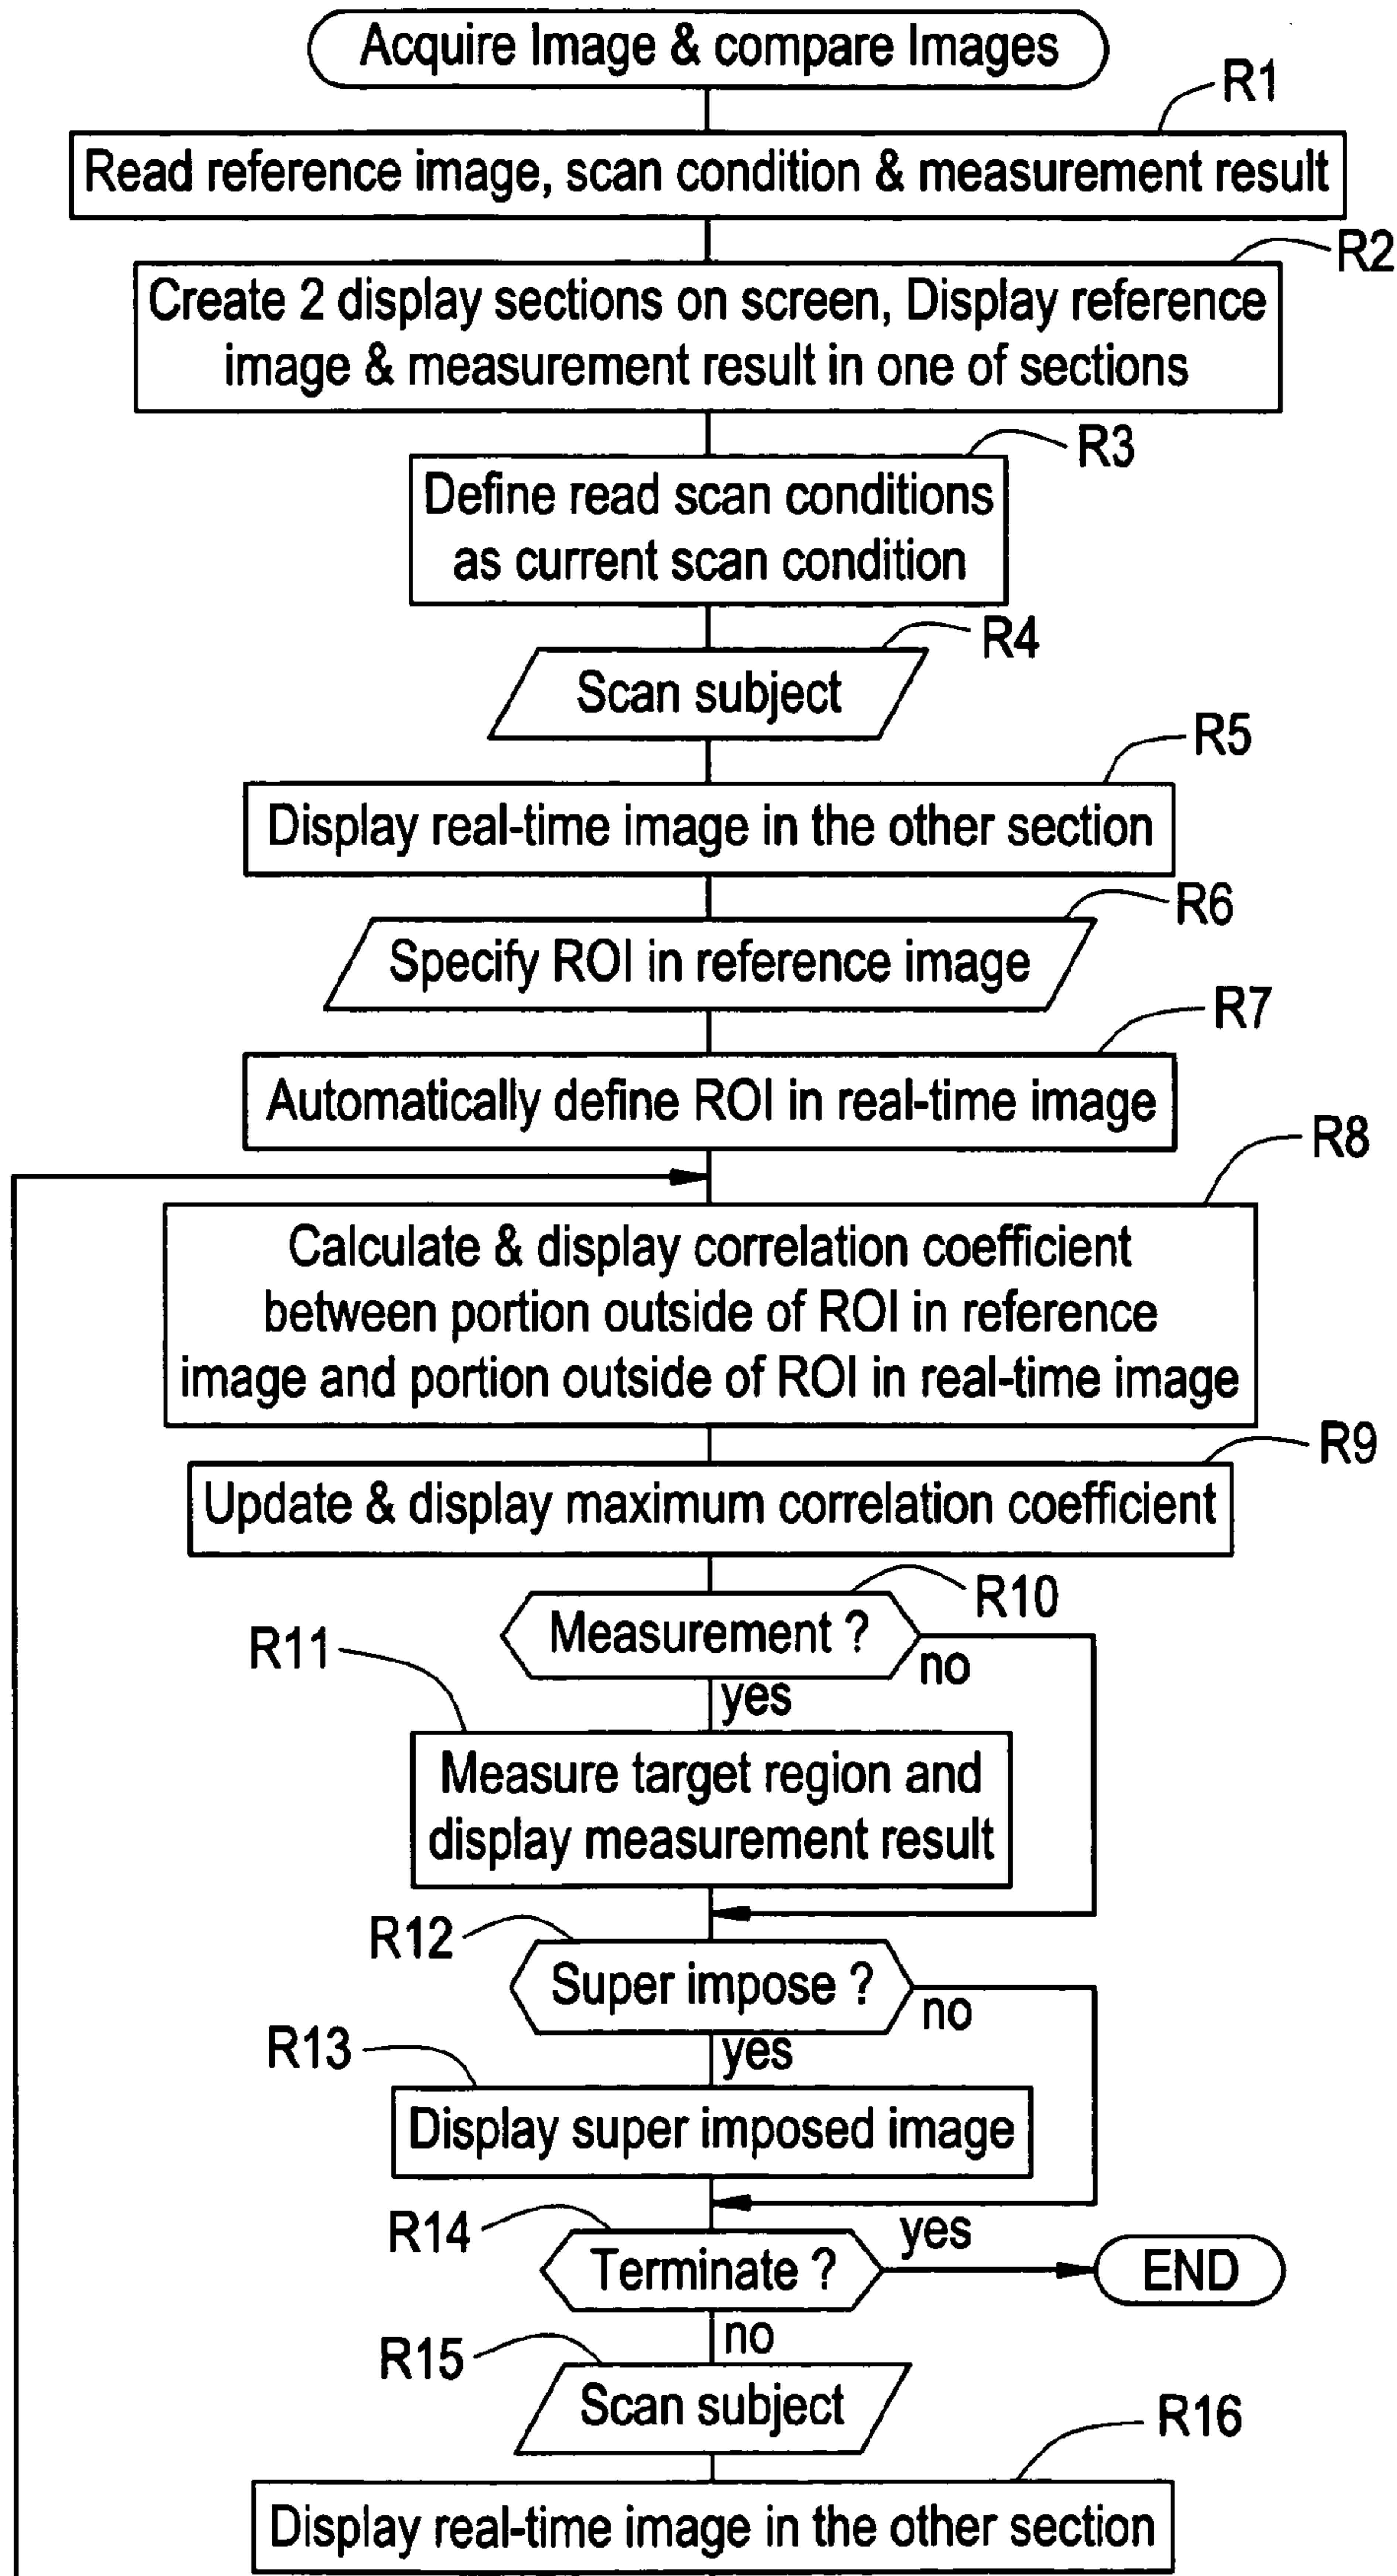 Acquire Image & compare Images
R1
Read reference image, scan condition & measurement result
R2
Create 2 display sections on screen, Display reference
image & measurement result in one of sections
R3
Define read scan conditions
as current scan condition
R4
Scan subject
R5
Display real-time image in the other section
R6
Specify ROI in reference image
R7
Automatically define ROI in real-time image
R8
Calculate & display correlation coefficient
between portion outside of ROI in reference
image and portion outside of ROI in real-time image
R9
Update & display maximum correlation coefficient
R10
Measurement ?
no
yes
R11
Measure target region and
display measurement result
R12
Super impose ?
no
yes
R13
Display super imposed image
R14
Terminate ?
yes
END
no
R15
Scan subject
R16
Display real-time image in the other section